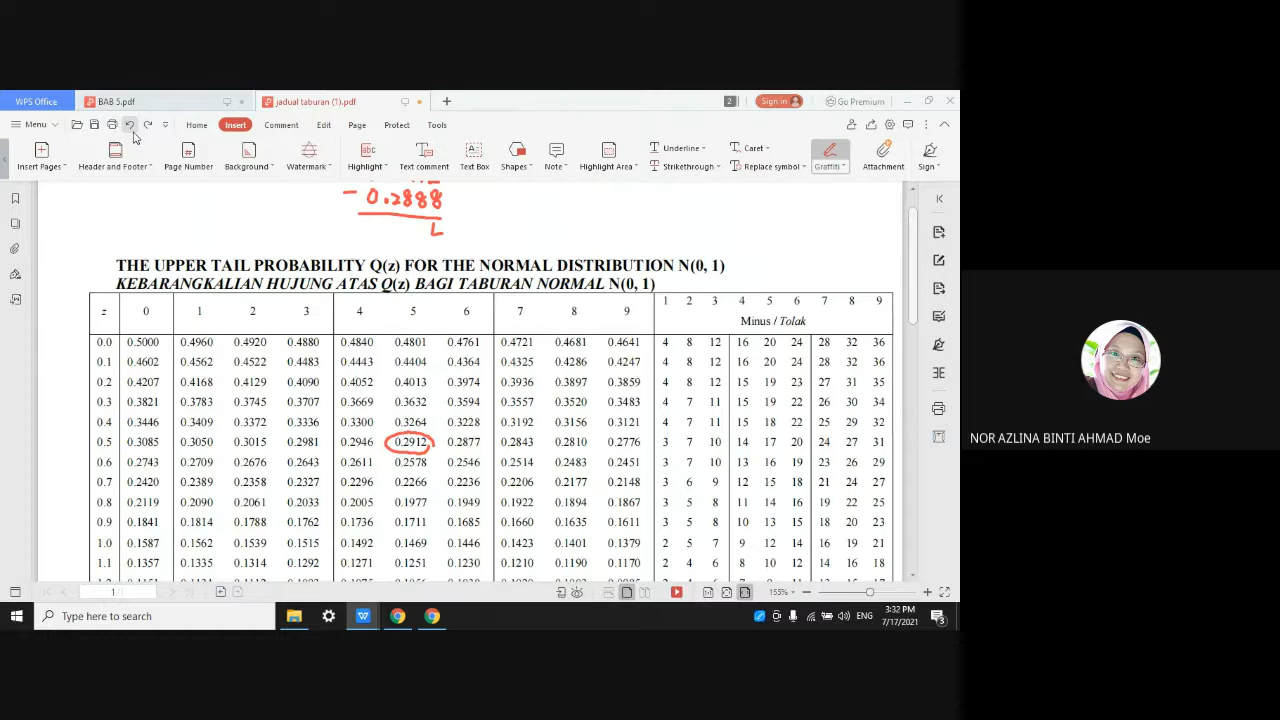 WPS Office BAB 5.pdf jadual taburan (1).pdf + 2 Sign in Go Premium
Menu Home Insert Comment Edit Page Protect Tools
Insert Pages Header and Footer Page Number Background Watermark Highlight Text comment Text Box Shapes Note Highlight Area Underline Strikethrough Caret Replace symbol Graffiti Attachment Sign
- 0.2888
THE UPPER TAIL PROBABILITY Q(z) FOR THE NORMAL DISTRIBUTION N(0, 1)
KEBARANGKALIAN HUJUNG ATAS Q(z) BAGI TABURAN NORMAL N(0, 1)
z 0 1 2 3 4 5 6 7 8 9 1 2 3 4 5 6 7 8 9
Minus / Tolak
0.0 0.5000 0.4960 0.4920 0.4880 0.4840 0.4801 0.4761 0.4721 0.4681 0.4641 4 8 12 16 20 24 28 32 36
0.1 0.4602 0.4562 0.4522 0.4483 0.4443 0.4404 0.4364 0.4325 0.4286 0.4247 4 8 12 16 20 24 28 32 36
0.2 0.4207 0.4168 0.4129 0.4090 0.4052 0.4013 0.3974 0.3936 0.3897 0.3859 4 8 12 15 19 23 27 31 35
0.3 0.3821 0.3783 0.3745 0.3707 0.3669 0.3632 0.3594 0.3557 0.3520 0.3483 4 7 11 15 19 22 26 30 34
0.4 0.3446 0.3409 0.3372 0.3336 0.3300 0.3264 0.3228 0.3192 0.3156 0.3121 4 7 11 15 18 22 25 29 32
0.5 0.3085 0.3050 0.3015 0.2981 0.2946 0.2912 0.2877 0.2843 0.2810 0.2776 3 7 10 14 17 20 24 27 31
0.6 0.2743 0.2709 0.2676 0.2643 0.2611 0.2578 0.2546 0.2514 0.2483 0.2451 3 7 10 13 16 19 23 26 29
0.7 0.2420 0.2389 0.2358 0.2327 0.2296 0.2266 0.2236 0.2206 0.2177 0.2148 3 6 9 12 15 18 21 24 27
0.8 0.2119 0.2090 0.2061 0.2033 0.2005 0.1977 0.1949 0.1922 0.1894 0.1867 3 5 8 11 14 16 19 22 25
0.9 0.1841 0.1814 0.1788 0.1762 0.1736 0.1711 0.1685 0.1660 0.1635 0.1611 3 5 8 10 13 15 18 20 23
1.0 0.1587 0.1562 0.1539 0.1515 0.1492 0.1469 0.1446 0.1423 0.1401 0.1379 2 5 7 9 12 14 16 19 21
1.1 0.1357 0.1335 0.1314 0.1292 0.1271 0.1251 0.1230 0.1210 0.1190 0.1170 2 4 6 8 10 12 14 16 18
NOR AZLINA BINTI AHMAD Moe
155%
Type here to search
ENG 3:32 PM
7/17/2021